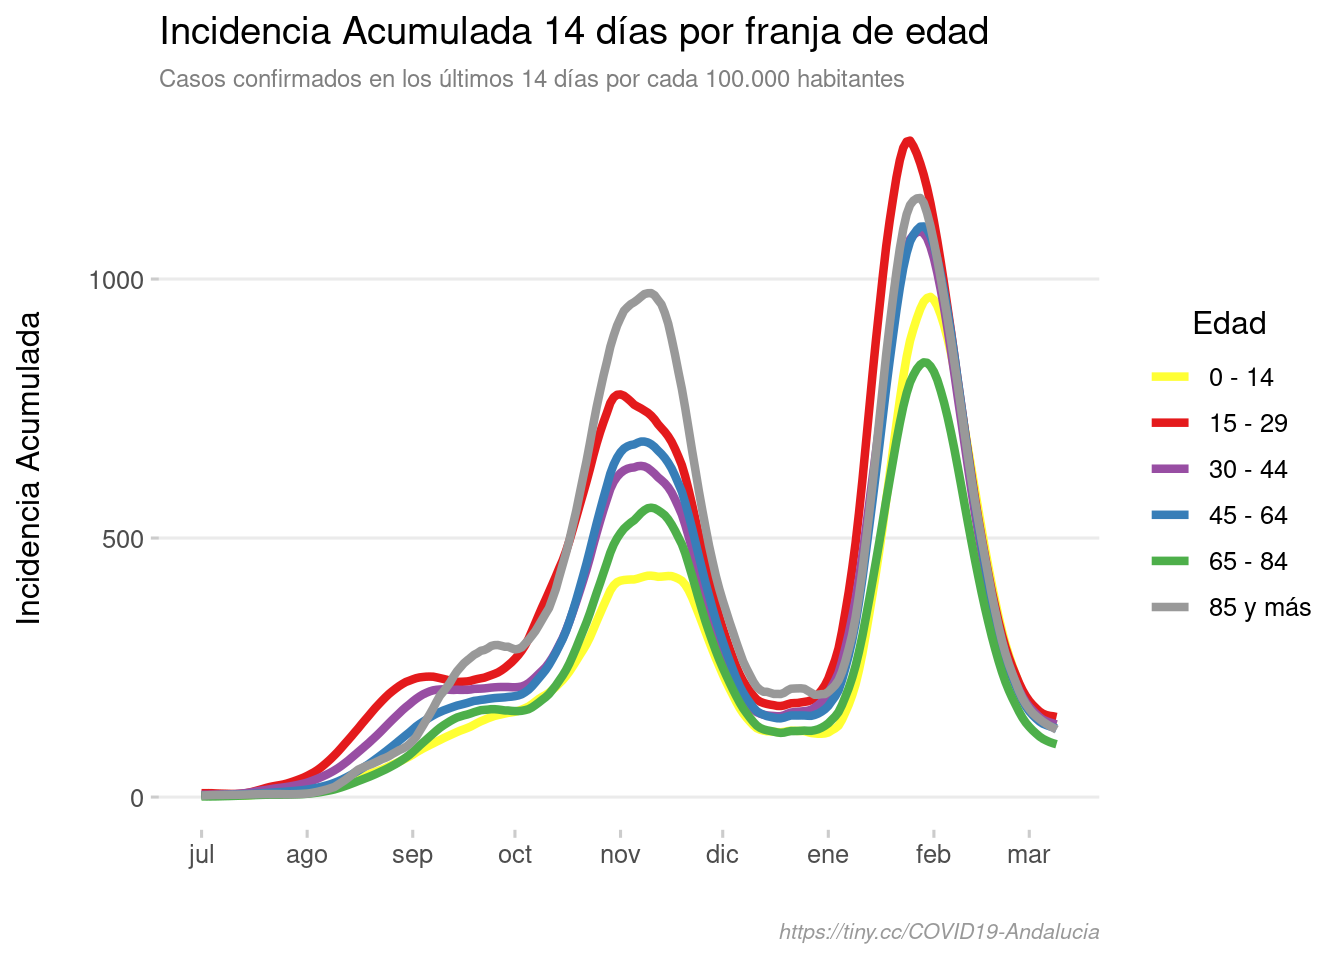 Incidencia Acumulada 14 días por franja de edad
Casos confirmados en los últimos 14 días por cada 100.000 habitantes
Incidencia Acumulada
1000
500
0
jul ago sep oct nov dic ene feb mar
Edad
0 - 14
15 - 29
30 - 44
45 - 64
65 - 84
85 y más
https://tiny.cc/COVID19-Andalucia